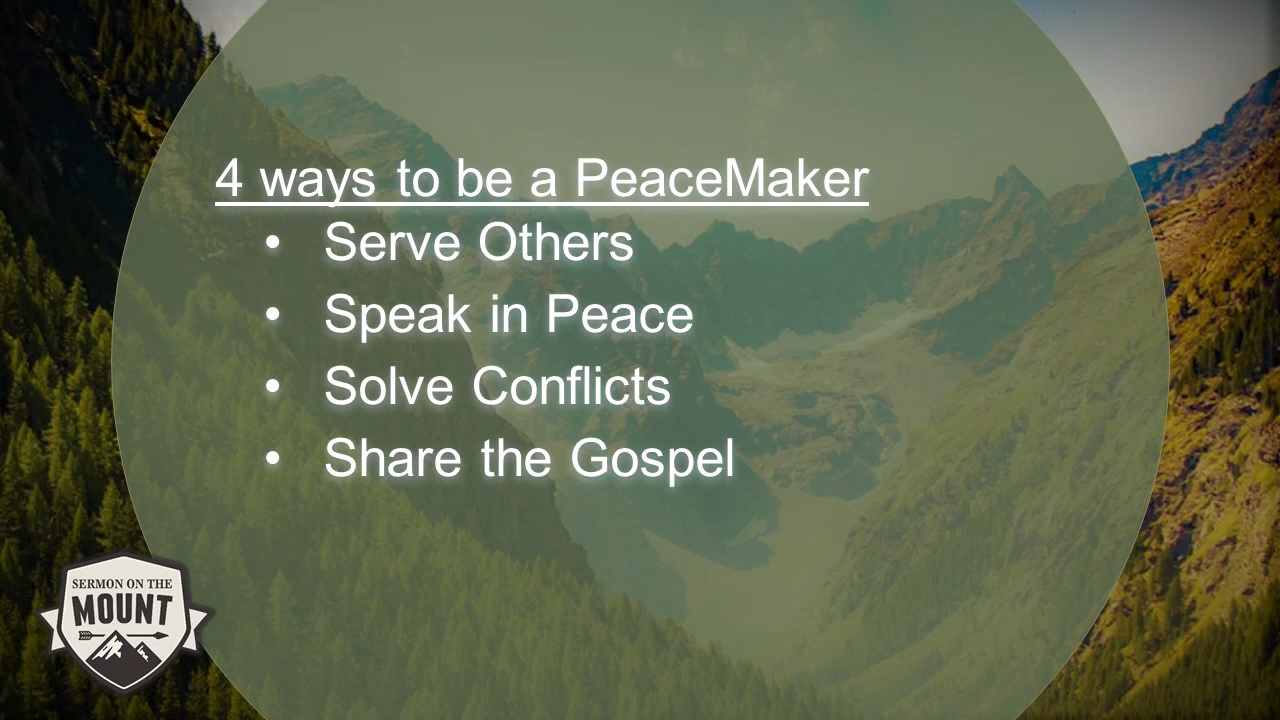 4 ways to be a PeaceMaker
• Serve Others
• Speak in Peace
• Solve Conflicts
• Share the Gospel
SERMON ON THE
MOUNT